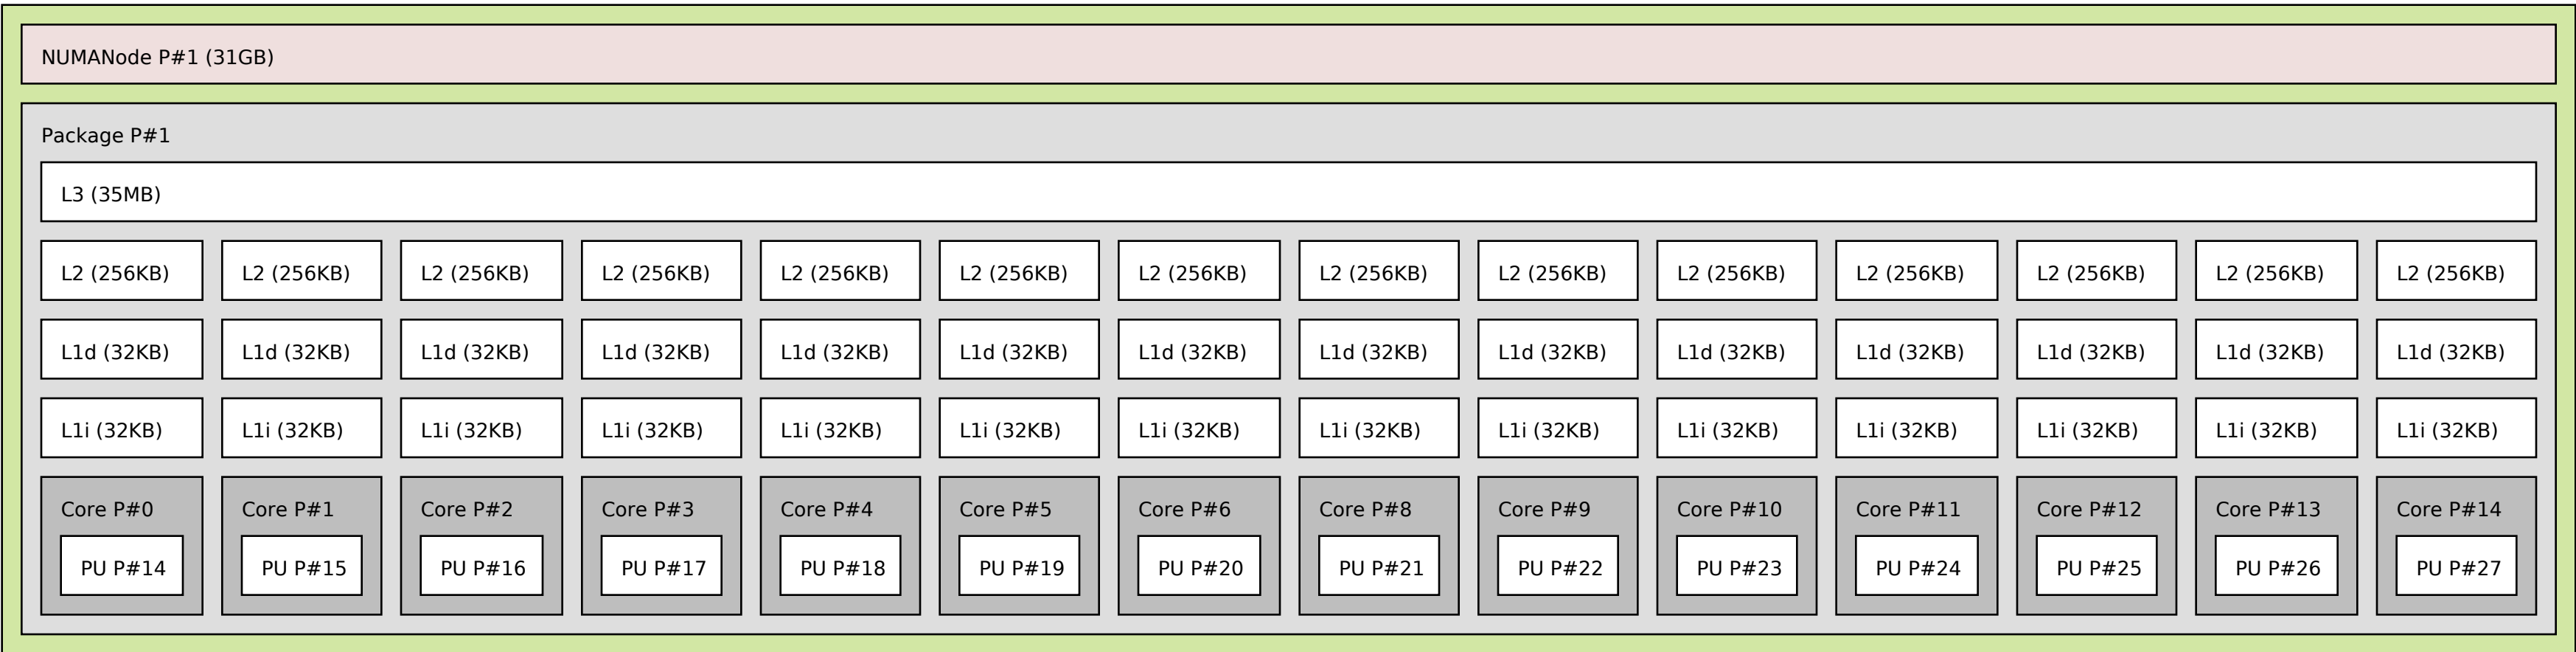 NUMANode P#1 (31GB)
Package P#1
L3 (35MB)
L2 (256KB) L2 (256KB) L2 (256KB) L2 (256KB) L2 (256KB) L2 (256KB) L2 (256KB) L2 (256KB) L2 (256KB) L2 (256KB) L2 (256KB) L2 (256KB) L2 (256KB) L2 (256KB)
L1d (32KB) L1d (32KB) L1d (32KB) L1d (32KB) L1d (32KB) L1d (32KB) L1d (32KB) L1d (32KB) L1d (32KB) L1d (32KB) L1d (32KB) L1d (32KB) L1d (32KB) L1d (32KB)
L1i (32KB) L1i (32KB) L1i (32KB) L1i (32KB) L1i (32KB) L1i (32KB) L1i (32KB) L1i (32KB) L1i (32KB) L1i (32KB) L1i (32KB) L1i (32KB) L1i (32KB) L1i (32KB)
Core P#0 Core P#1 Core P#2 Core P#3 Core P#4 Core P#5 Core P#6 Core P#8 Core P#9 Core P#10 Core P#11 Core P#12 Core P#13 Core P#14
PU P#14 PU P#15 PU P#16 PU P#17 PU P#18 PU P#19 PU P#20 PU P#21 PU P#22 PU P#23 PU P#24 PU P#25 PU P#26 PU P#27